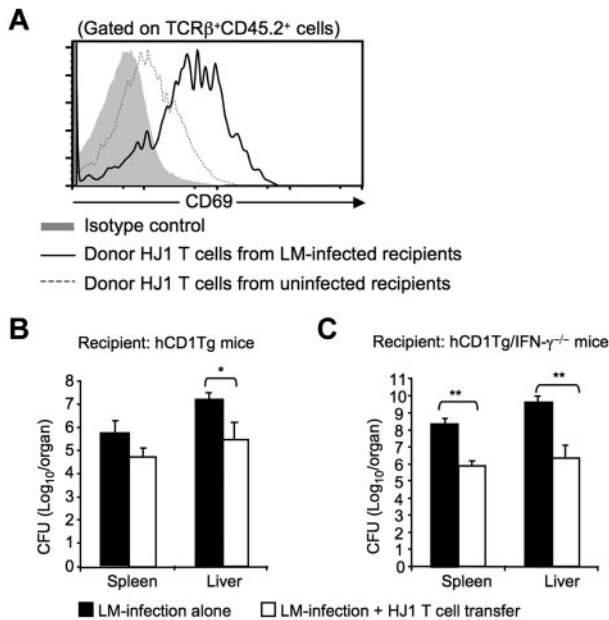 A
(Gated on TCRβ⁺CD45.2⁺ cells)
CD69
Isotype control
Donor HJ1 T cells from LM-infected recipients
Donor HJ1 T cells from uninfected recipients
B
Recipient: hCD1Tg mice
CFU (Log₁₀/organ)
8
7
6
5
4
3
2
1
0
*
Spleen
Liver
C
Recipient: hCD1Tg/IFN-γ⁻/⁻ mice
CFU (Log₁₀/organ)
11
10
9
8
7
6
5
4
3
2
1
0
**
**
Spleen
Liver
LM-infection alone
LM-infection + HJ1 T cell transfer